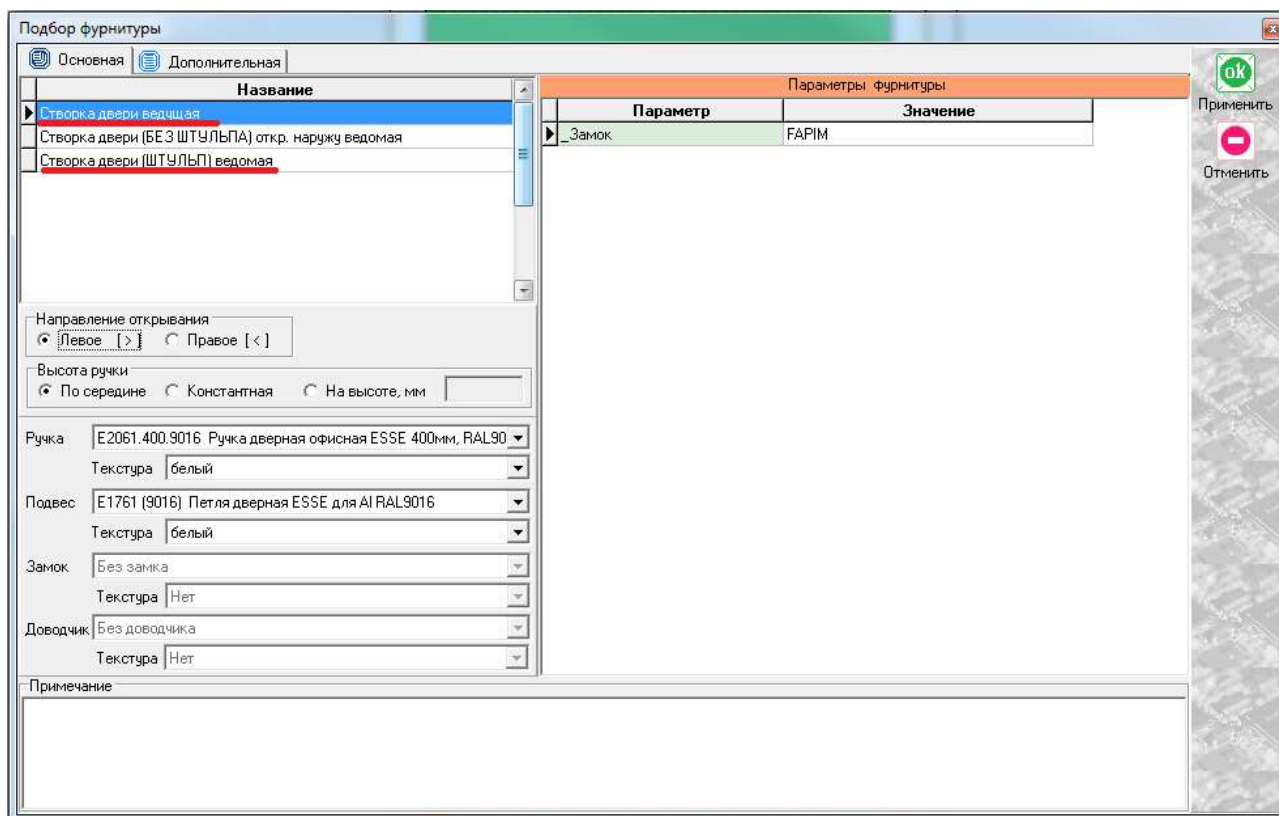 Подбор фурнитуры
Основная
Дополнительная
Название
Створка двери ведущая
Створка двери (БЕЗ ШТУЛЬПА) откр. наружу ведомая
Створка двери (ШТУЛЬП) ведомая
Параметры фурнитуры
Параметр Значение
_Замок FAPIM
ok
Применить
Отменить
Направление открывания
Левое [>] Правое [<]
Высота ручки
По середине Константная На высоте, мм
Ручка E2061.400.9016 Ручка дверная офисная ESSE 400мм, RAL90
Текстура белый
Подвес E1761 (9016) Петля дверная ESSE для Al RAL9016
Текстура белый
Замок Без замка
Текстура Нет
Доводчик Без доводчика
Текстура Нет
Примечание